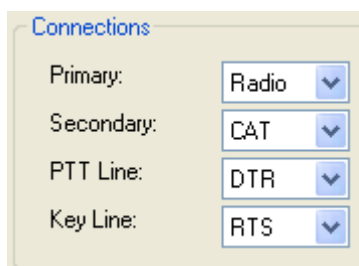 Connections
Primary: Radio
Secondary: CAT
PTT Line: DTR
Key Line: RTS